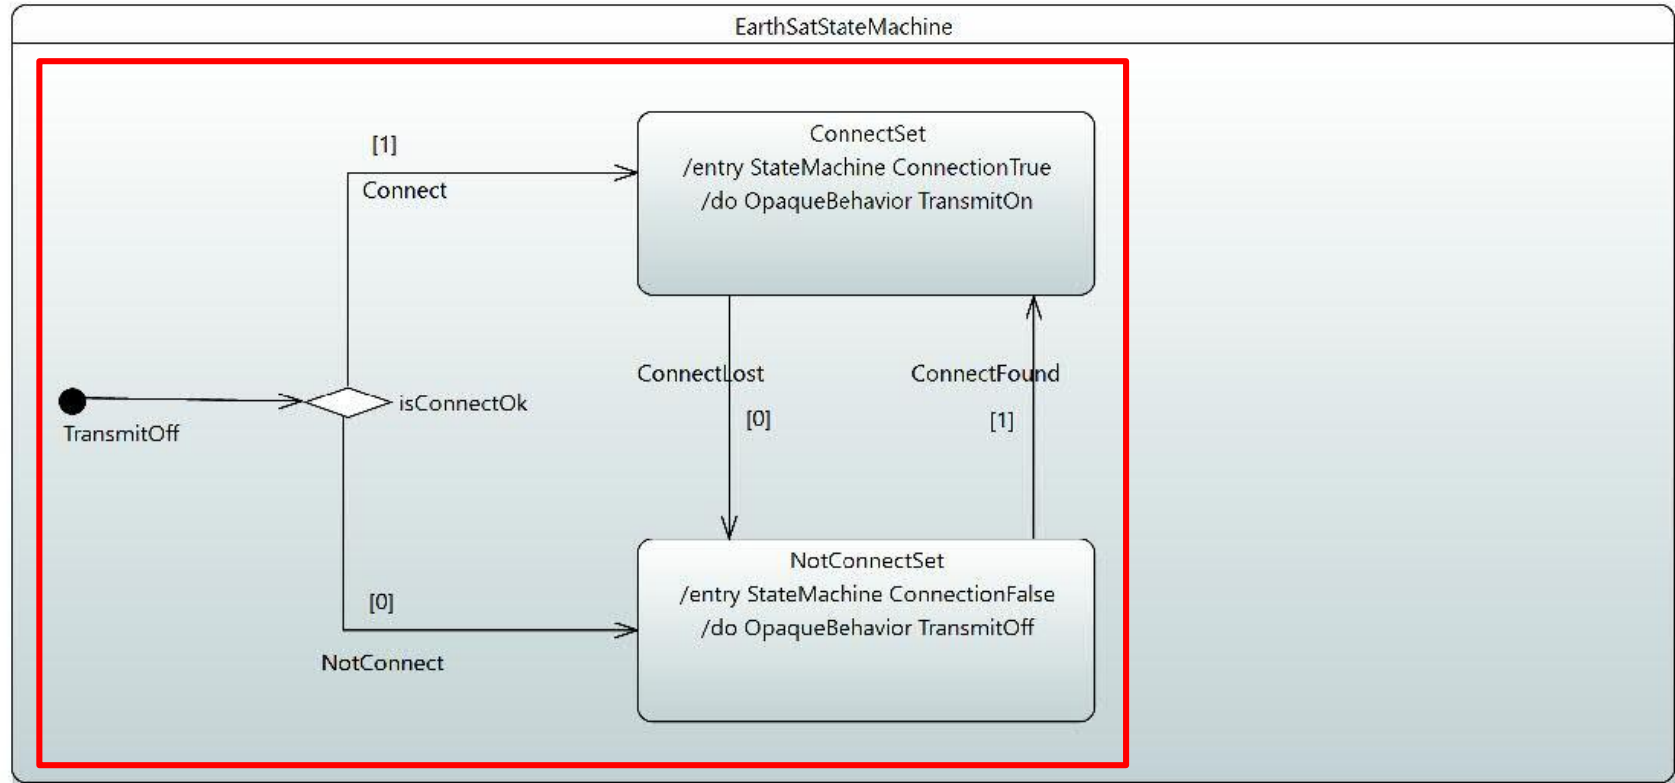 EarthSatStateMachine
[1]
Connect
ConnectSet
/entry StateMachine ConnectionTrue
/do OpaqueBehavior TransmitOn
ConnectLost
[0]
ConnectFound
[1]
isConnectOk
TransmitOff
[0]
NotConnect
NotConnectSet
/entry StateMachine ConnectionFalse
/do OpaqueBehavior TransmitOff